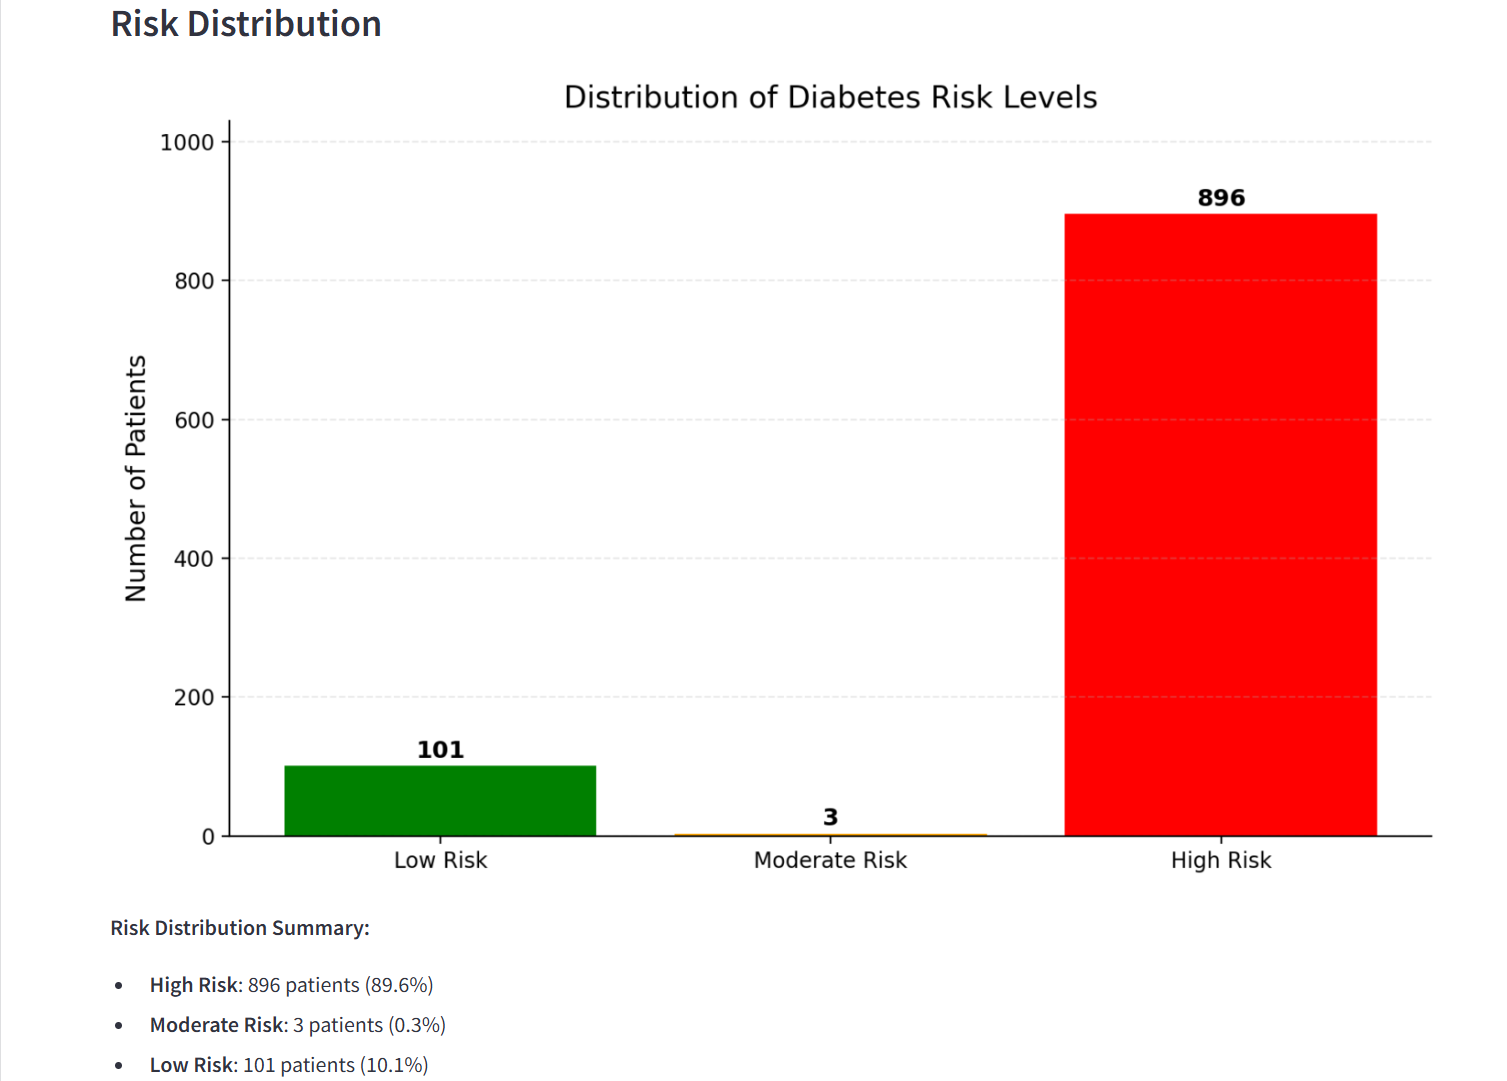 Risk Distribution
Distribution of Diabetes Risk Levels
Number of Patients
1000
800
600
400
200
0
101
3
896
Low Risk
Moderate Risk
High Risk
Risk Distribution Summary:
• High Risk: 896 patients (89.6%)
• Moderate Risk: 3 patients (0.3%)
• Low Risk: 101 patients (10.1%)